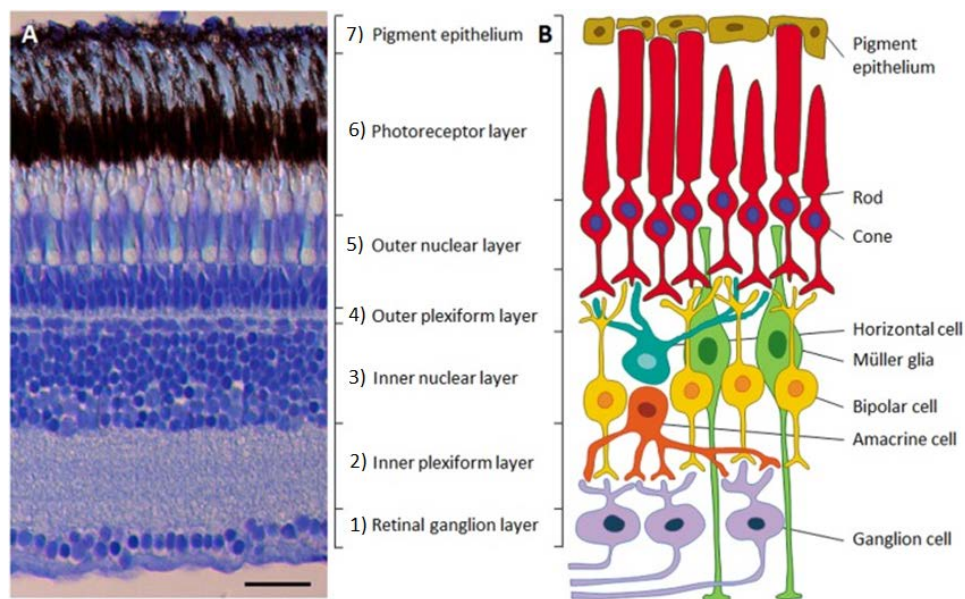 A
7) Pigment epithelium
6) Photoreceptor layer
5) Outer nuclear layer
4) Outer plexiform layer
3) Inner nuclear layer
2) Inner plexiform layer
1) Retinal ganglion layer
B
Pigment
epithelium
Rod
Cone
Horizontal cell
Müller glia
Bipolar cell
Amacrine cell
Ganglion cell